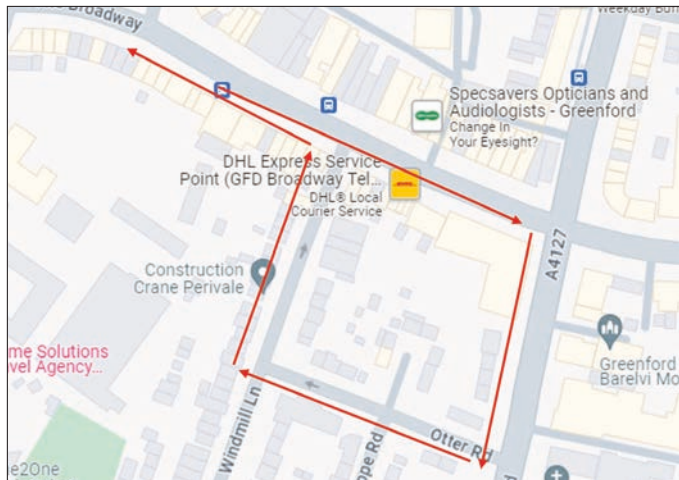 Broadway
Weekday Bu
Specsavers Opticians and
Audiologists - Greenford
Change In
Your Eyesight?
DHL Express Service
Point (GFD Broadway Tel...
DHL® Local
Courier Service
A4127
Construction
Crane Perivale
me Solutions
vel Agency...
Greenford
Barelvi Mo
Windmill Ln
ope Rd
Otter Rd
d
e2One